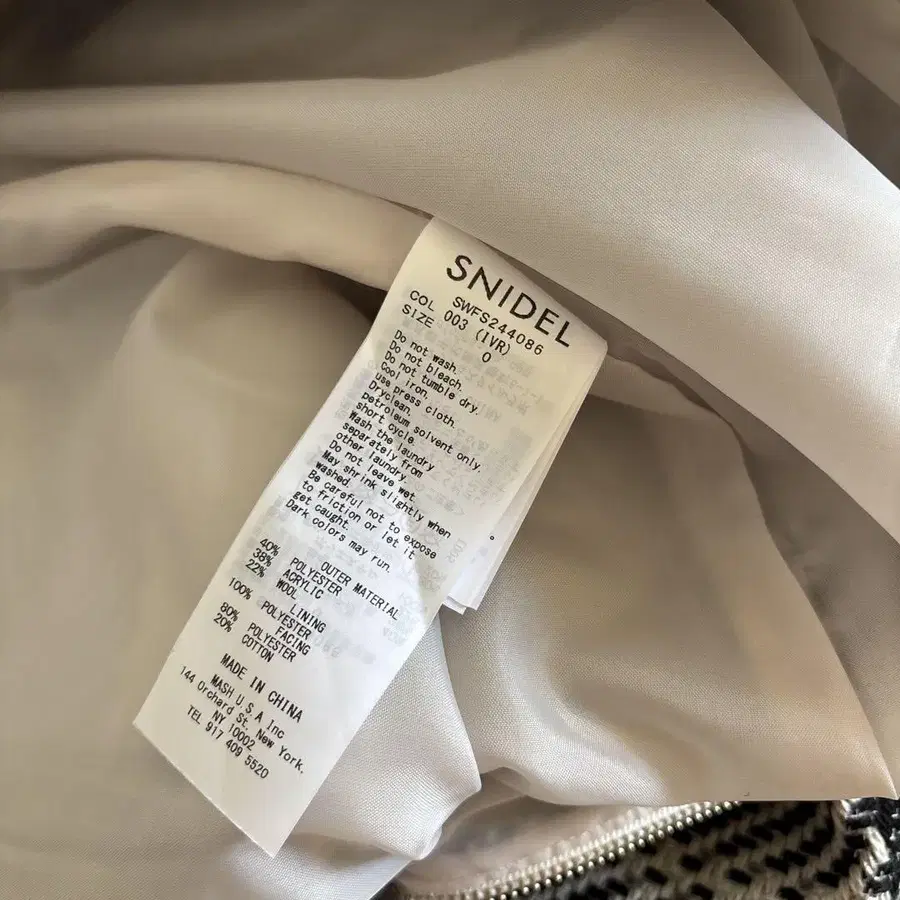 SNIDEL
SWFS244086
COL 003 (IVR)
SIZE 0
Do not wash.
Do not bleach.
Do not tumble dry.
Cool iron.
use press cloth.
Dryclean.
petroleum solvent only.
short cycle.
Wash the laundry
separately from
other laundry.
Do not leave wet.
May shrink slightly when
washed.
Be careful not to expose
to friction or let it
get caught.
Dark colors may run.
OUTER MATERIAL
40% POLYESTER
38% ACRYLIC
22% WOOL
LINING
100% POLYESTER
FACING
80% POLYESTER
20% COTTON
MADE IN CHINA
MASH U.S.A Inc
144 Orchard St. New York.
NY 10002
TEL 917 409 5520